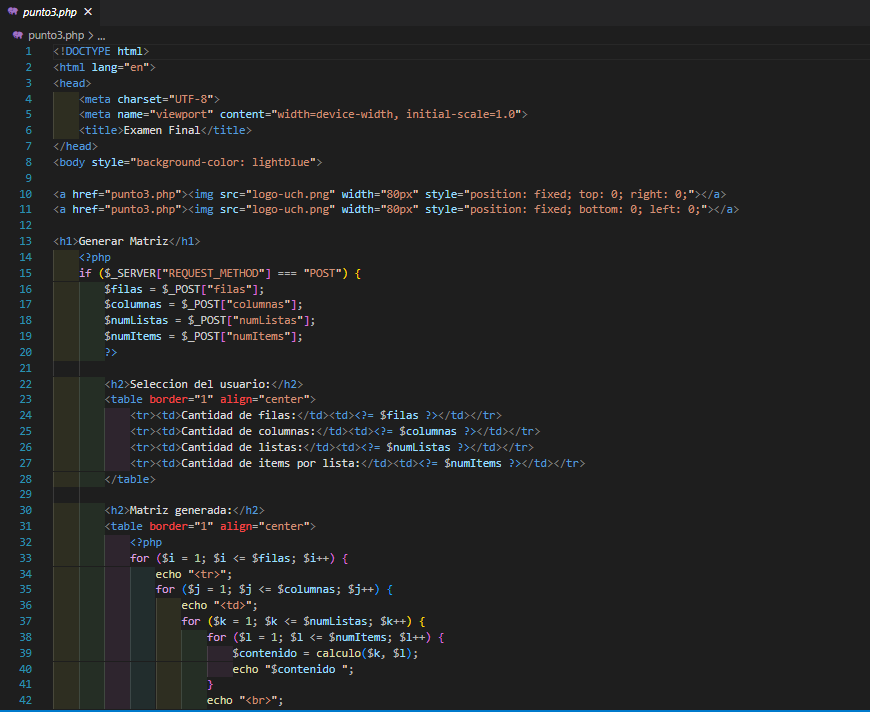 punto3.php ×
punto3.php > ...
1 <!DOCTYPE html>
2 <html lang="en">
3 <head>
4 <meta charset="UTF-8">
5 <meta name="viewport" content="width=device-width, initial-scale=1.0">
6 <title>Examen Final</title>
7 </head>
8 <body style="background-color: lightblue">
9
10 <a href="punto3.php"><img src="logo-uch.png" width="80px" style="position: fixed; top: 0; right: 0;"></a>
11 <a href="punto3.php"><img src="logo-uch.png" width="80px" style="position: fixed; bottom: 0; left: 0;"></a>
12
13 <h1>Generar Matriz</h1>
14 <?php
15 if ($_SERVER["REQUEST_METHOD"] === "POST") {
16 $filas = $_POST["filas"];
17 $columnas = $_POST["columnas"];
18 $numListas = $_POST["numListas"];
19 $numItems = $_POST["numItems"];
20 ?>
21
22 <h2>Seleccion del usuario:</h2>
23 <table border="1" align="center">
24 <tr><td>Cantidad de filas:</td><td><?= $filas ?></td></tr>
25 <tr><td>Cantidad de columnas:</td><td><?= $columnas ?></td></tr>
26 <tr><td>Cantidad de listas:</td><td><?= $numListas ?></td></tr>
27 <tr><td>Cantidad de items por lista:</td><td><?= $numItems ?></td></tr>
28 </table>
29
30 <h2>Matriz generada:</h2>
31 <table border="1" align="center">
32 <?php
33 for ($i = 1; $i <= $filas; $i++) {
34 echo "<tr>";
35 for ($j = 1; $j <= $columnas; $j++) {
36 echo "<td>";
37 for ($k = 1; $k <= $numListas; $k++) {
38 for ($l = 1; $l <= $numItems; $l++) {
39 $contenido = calculo($k, $l);
40 echo "$contenido ";
41 }
42 echo "<br>";